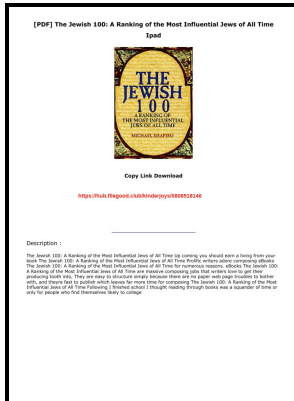 [PDF] The Jewish 100: A Ranking of the Most Influential Jews of All Time
Ipad
THE
JEWISH
100
A RANKING OF
THE MOST INFLUENTIAL
JEWS OF ALL TIME
MICHAEL SHAPIRO
Copy Link Download
https://hub.filegood.club/kinderjoys/0806518146
Description :
The Jewish 100: A Ranking of the Most Influential Jews of All Time Up coming you should earn a living from your
book The Jewish 100: A Ranking of the Most Influential Jews of All Time Prolific writers adore composing eBooks
The Jewish 100: A Ranking of the Most Influential Jews of All Time for numerous reasons. eBooks The Jewish 100:
A Ranking of the Most Influential Jews of All Time are massive composing jobs that writers love to get their
producing tooth into, They are easy to structure simply because there are no paper web page troubles to bother
with, and theyre fast to publish which leaves far more time for composing The Jewish 100: A Ranking of the Most
Influential Jews of All Time Following I finished school I thought reading through books was a squander of time or
only for people who find themselves likely to college